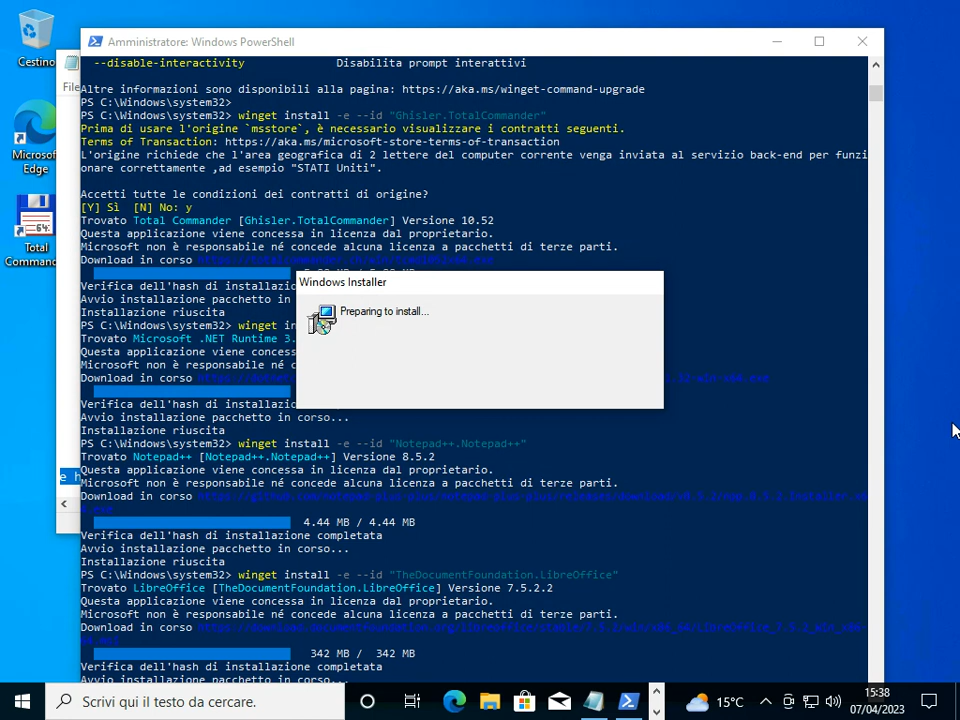 Cestino
Microsoft
Edge
Total
Command
File
Amministratore: Windows PowerShell
--disable-interactivity Disabilita prompt interattivi
Altre informazioni sono disponibili alla pagina: https://aka.ms/winget-command-upgrade
PS C:\Windows\system32>
PS C:\Windows\system32> winget install -e --id "Ghisler.TotalCommander"
Prima di usare l'origine `msstore`, è necessario visualizzare i contratti seguenti.
Terms of Transaction: https://aka.ms/microsoft-store-terms-of-transaction
L'origine richiede che l'area geografica di 2 lettere del computer corrente venga inviata al servizio back-end per funzi
onare correttamente ,ad esempio "STATI Uniti".
Accetti tutte le condizioni dei contratti di origine?
[Y] Sì [N] No: y
Trovato Total Commander [Ghisler.TotalCommander] Versione 10.52
Questa applicazione viene concessa in licenza dal proprietario.
Microsoft non è responsabile né concede alcuna licenza a pacchetti di terze parti.
Download in corso
Verifica dell'hash di installazio
Avvio installazione pacchetto in
Installazione riuscita
PS C:\Windows\system32> winget in
Trovato Microsoft .NET Runtime 3.
Questa applicazione viene concess
Microsoft non è responsabile né c
Download in corso
Verifica dell'hash di installazio
Avvio installazione pacchetto in corso...
Installazione riuscita
PS C:\Windows\system32> winget install -e --id "Notepad++.Notepad++"
Trovato Notepad++ [Notepad++.Notepad++] Versione 8.5.2
Questa applicazione viene concessa in licenza dal proprietario.
Microsoft non è responsabile né concede alcuna licenza a pacchetti di terze parti.
Download in corso
4.44 MB / 4.44 MB
Verifica dell'hash di installazione completata
Avvio installazione pacchetto in corso...
Installazione riuscita
PS C:\Windows\system32> winget install -e --id "TheDocumentFoundation.LibreOffice"
Trovato LibreOffice [TheDocumentFoundation.LibreOffice] Versione 7.5.2.2
Questa applicazione viene concessa in licenza dal proprietario.
Microsoft non è responsabile né concede alcuna licenza a pacchetti di terze parti.
Download in corso
342 MB / 342 MB
Verifica dell'hash di installazione completata
Avvio installazione pacchetto in corso...
Windows Installer
Preparing to install...
e h
Scrivi qui il testo da cercare.
15°C
15:38
07/04/2023